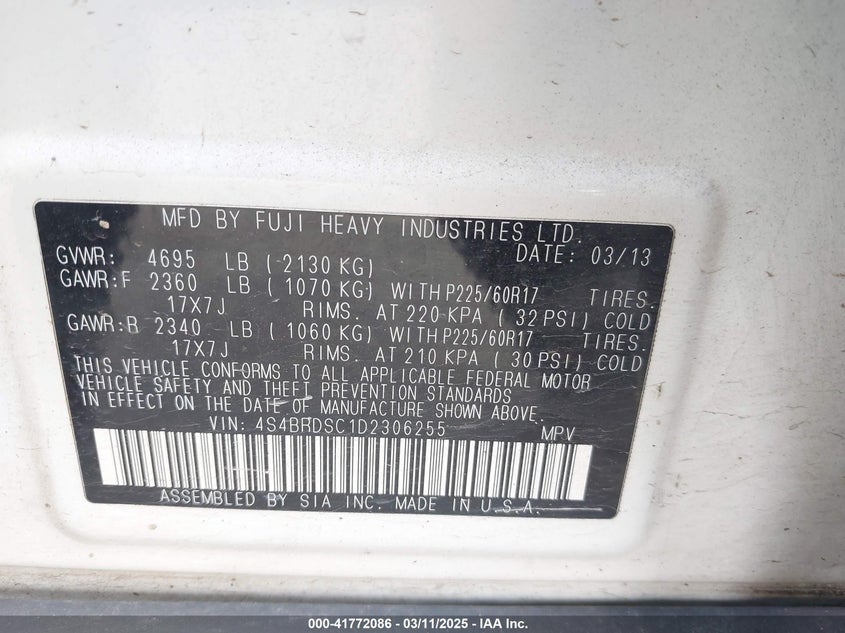 MFD BY FUJI HEAVY INDUSTRIES LTD.
DATE: 03/13
GVWR: 4695 LB ( 2130 KG)
GAWR:F 2360 LB ( 1070 KG) WITH P225/60R17 TIRES.
17X7J RIMS. AT 220 KPA ( 32 PSI) COLD
GAWR:R 2340 LB ( 1060 KG) WITH P225/60R17 TIRES.
17X7J RIMS. AT 210 KPA ( 30 PSI) COLD
THIS VEHICLE CONFORMS TO ALL APPLICABLE FEDERAL MOTOR
VEHICLE SAFETY AND THEFT PREVENTION STANDARDS
IN EFFECT ON THE DATE OF MANUFACTURE SHOWN ABOVE.
VIN: 4S4BRDSC1D2306255 MPV
ASSEMBLED BY SIA INC. MADE IN U.S.A.
000-41772086 - 03/11/2025 - IAA Inc.